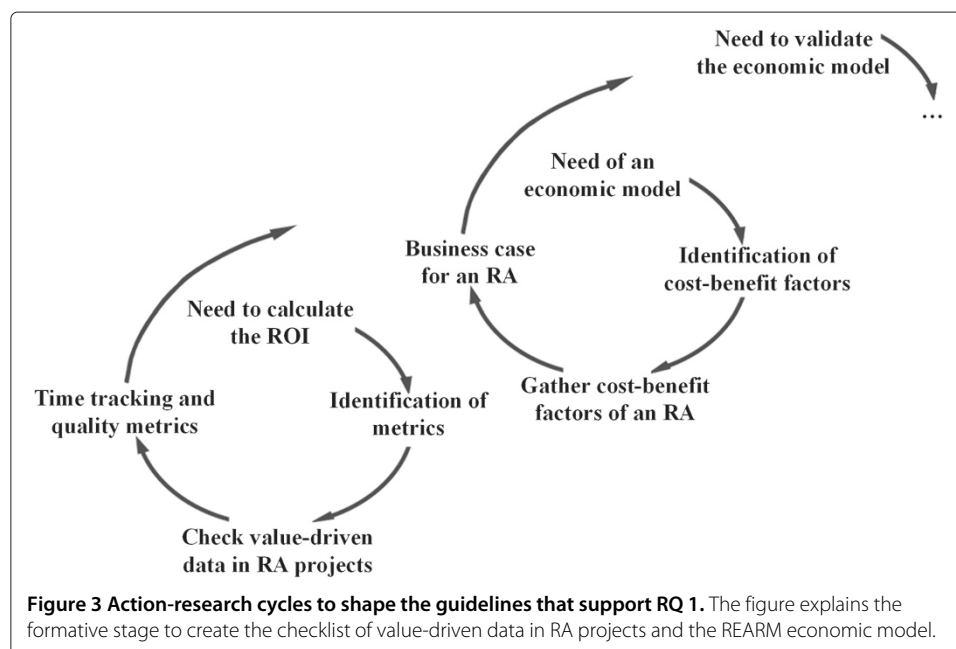 Need to validate
the economic model
...
Need of an
economic model
Business case
for an RA
Identification of
cost-benefit factors
Gather cost-benefit
factors of an RA
Need to calculate
the ROI
Time tracking and
quality metrics
Identification of
metrics
Check value-driven
data in RA projects
Figure 3 Action-research cycles to shape the guidelines that support RQ 1. The figure explains the
formative stage to create the checklist of value-driven data in RA projects and the REARM economic model.